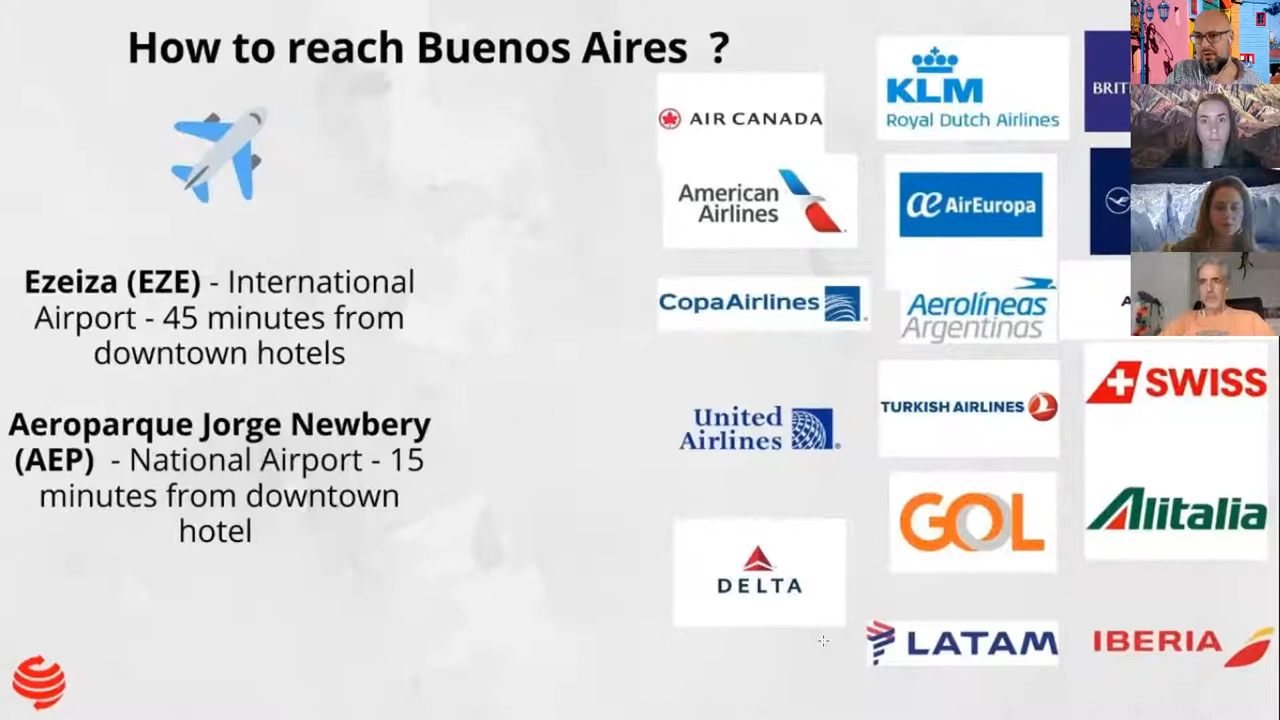 How to reach Buenos Aires ?
Ezeiza (EZE) - International
Airport - 45 minutes from
downtown hotels
Aeroparque Jorge Newbery
(AEP) - National Airport - 15
minutes from downtown
hotel
AIR CANADA
American
Airlines
CopaAirlines
United
Airlines
DELTA
KLM
Royal Dutch Airlines
AirEuropa
Aerolíneas
Argentinas
TURKISH AIRLINES
GOL
LATAM
BRIT
SWISS
Alitalia
IBERIA